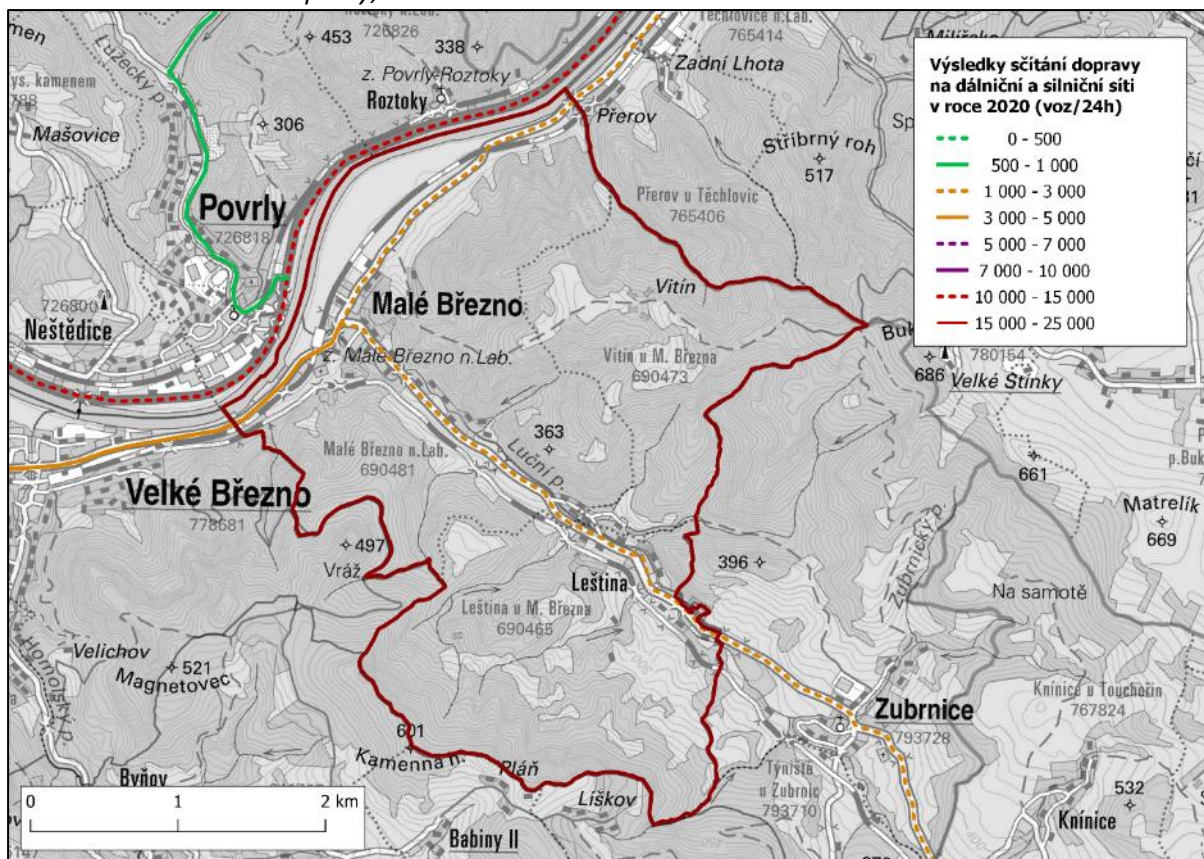 726826
453
338
Těchlovice n.Lab.
765414
Lužecký p.
z. Povrly-Roztoky
Roztoky
Zadní Lhota
Mašovice
306
Přerov
Stříbrný roh
517
Povrly
726818
Přerov u Těchlovic
765406
Vitín
726800
Neštědice
Malé Březno
z. Malé Březno n.Lab.
Vitín u M. Března
690473
780154
686
Velké Stínky
363
Malé Březno n.Lab.
690481
Luční p.
661
Velké Březno
778681
Matrelík
669
497
Vráž
396
Zubrnický p.
Leština
Leština u M. Března
690465
Na samotě
Velichov
521
Magnetovec
Homolský p.
Knínice u Touchořin
767824
Zubrnice
793728
601
Kamenná n.
Pláň
Byňov
Týniště
u Zubrnic
793710
Líškov
532
Knínice
Babiny II
0 1 2 km
Výsledky sčítání dopravy
na dálniční a silniční síti
v roce 2020 (voz/24h)
0 - 500
500 - 1 000
1 000 - 3 000
3 000 - 5 000
5 000 - 7 000
7 000 - 10 000
10 000 - 15 000
15 000 - 25 000